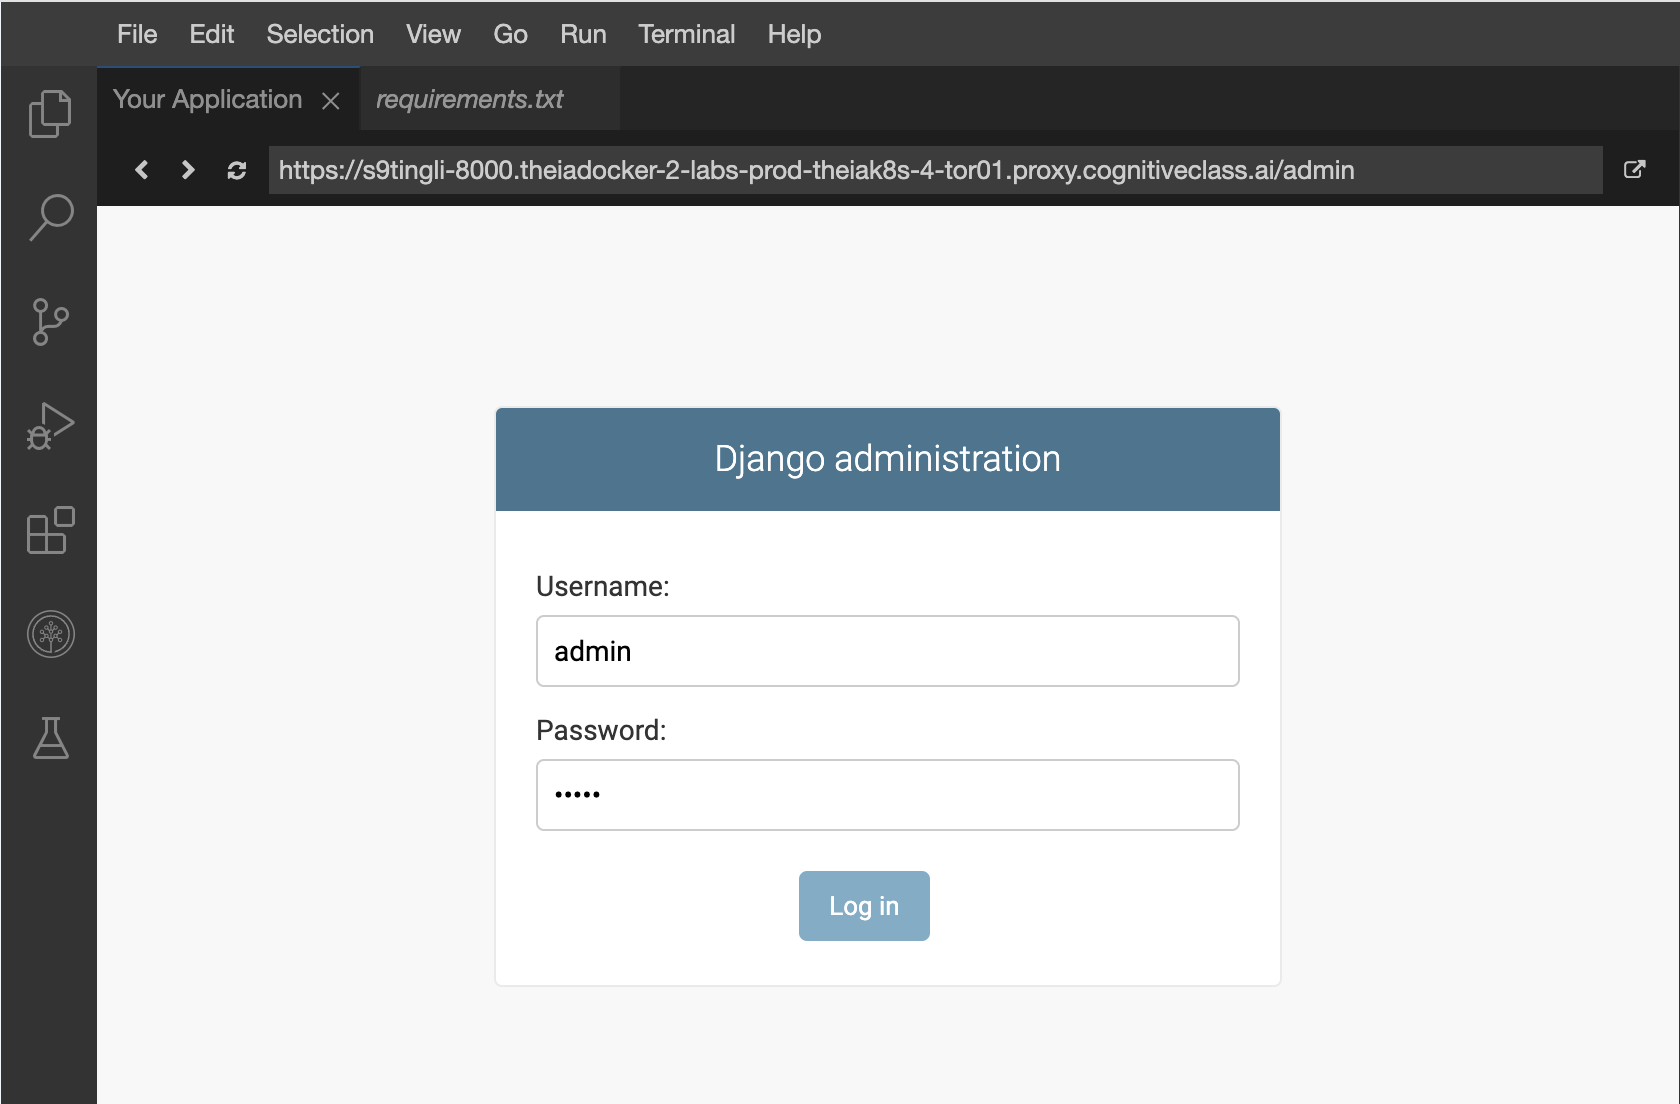 File Edit Selection View Go Run Terminal Help
Your Application requirements.txt
https://s9tingli-8000.theiadocker-2-labs-prod-theiak8s-4-tor01.proxy.cognitiveclass.ai/admin
Django administration
Username:
admin
Password:
•••••
Log in